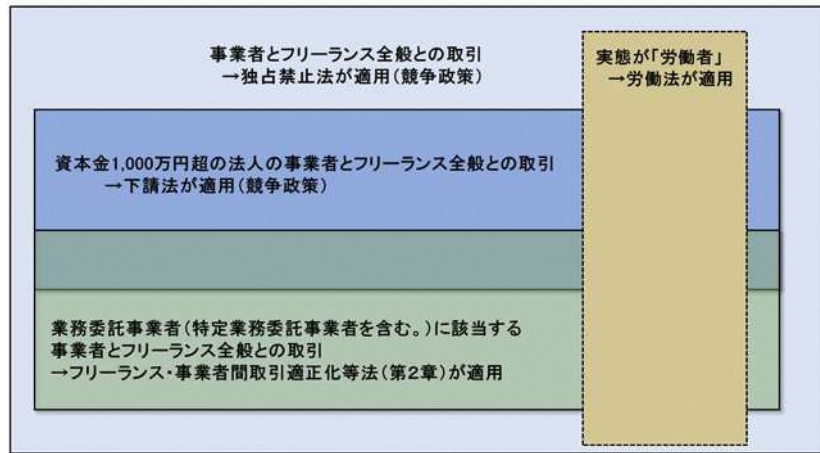 事業者とフリーランス全般との取引
→独占禁止法が適用(競争政策)
実態が「労働者」
→労働法が適用
資本金1,000万円超の法人の事業者とフリーランス全般との取引
→下請法が適用(競争政策)
業務委託事業者(特定業務委託事業者を含む。)に該当する
事業者とフリーランス全般との取引
→フリーランス・事業者間取引適正化等法(第2章)が適用